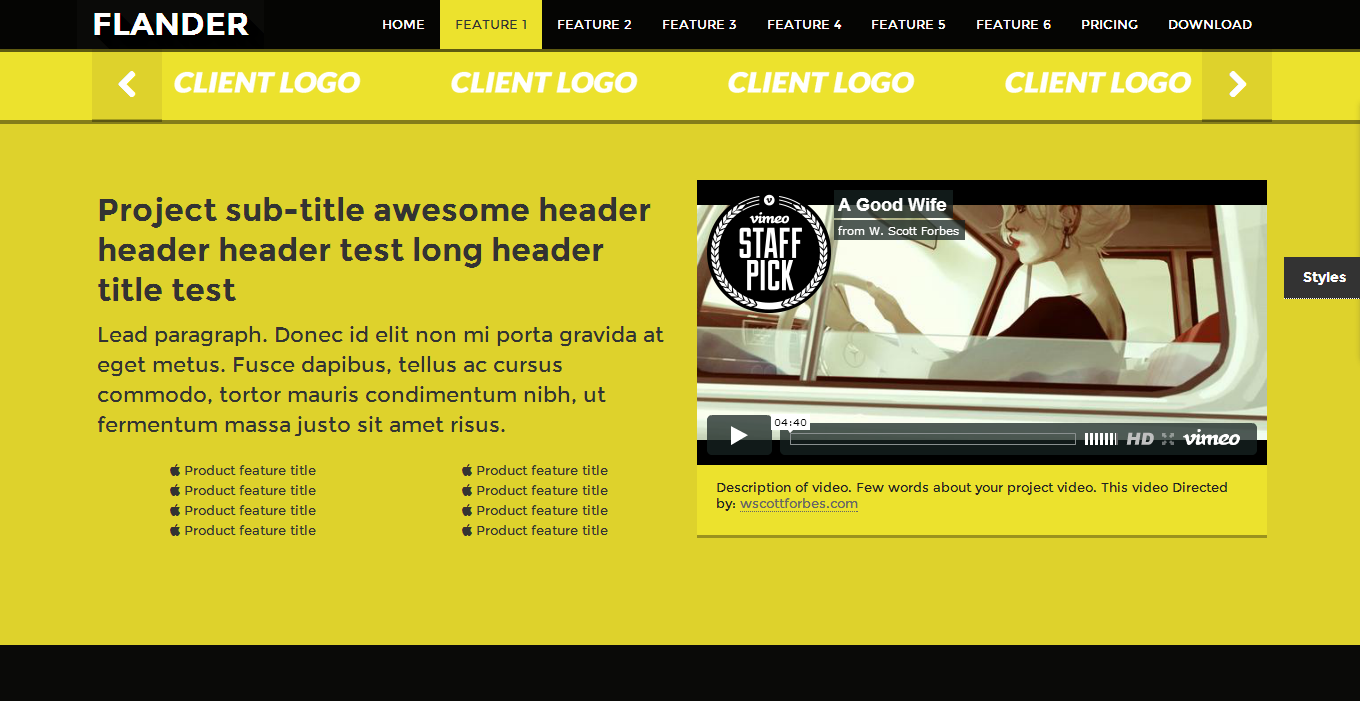 FLANDER
HOME FEATURE 1 FEATURE 2 FEATURE 3 FEATURE 4 FEATURE 5 FEATURE 6 PRICING DOWNLOAD
CLIENT LOGO CLIENT LOGO CLIENT LOGO CLIENT LOGO
Project sub-title awesome header
header header header test long header
title test
Lead paragraph. Donec id elit non mi porta gravida at
eget metus. Fusce dapibus, tellus ac cursus
commodo, tortor mauris condimentum nibh, ut
fermentum massa justo sit amet risus.
Product feature title
Product feature title
Product feature title
Product feature title
Product feature title
Product feature title
Product feature title
Product feature title
v
vimeo
STAFF
PICK
A Good Wife
from W. Scott Forbes
04:40
HD vimeo
Description of video. Few words about your project video. This video Directed
by: wscottforbes.com
Styles